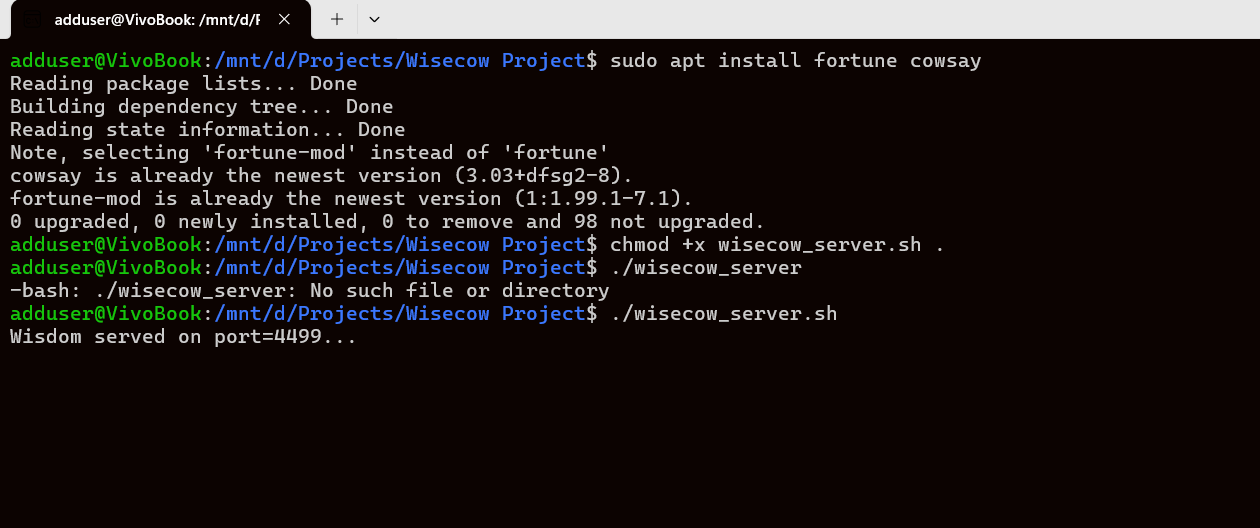 adduser@VivoBook: /mnt/d/P
adduser@VivoBook:/mnt/d/Projects/Wisecow Project$ sudo apt install fortune cowsay
Reading package lists... Done
Building dependency tree... Done
Reading state information... Done
Note, selecting 'fortune-mod' instead of 'fortune'
cowsay is already the newest version (3.03+dfsg2-8).
fortune-mod is already the newest version (1:1.99.1-7.1).
0 upgraded, 0 newly installed, 0 to remove and 98 not upgraded.
adduser@VivoBook:/mnt/d/Projects/Wisecow Project$ chmod +x wisecow_server.sh .
adduser@VivoBook:/mnt/d/Projects/Wisecow Project$ ./wisecow_server
-bash: ./wisecow_server: No such file or directory
adduser@VivoBook:/mnt/d/Projects/Wisecow Project$ ./wisecow_server.sh
Wisdom served on port=4499...